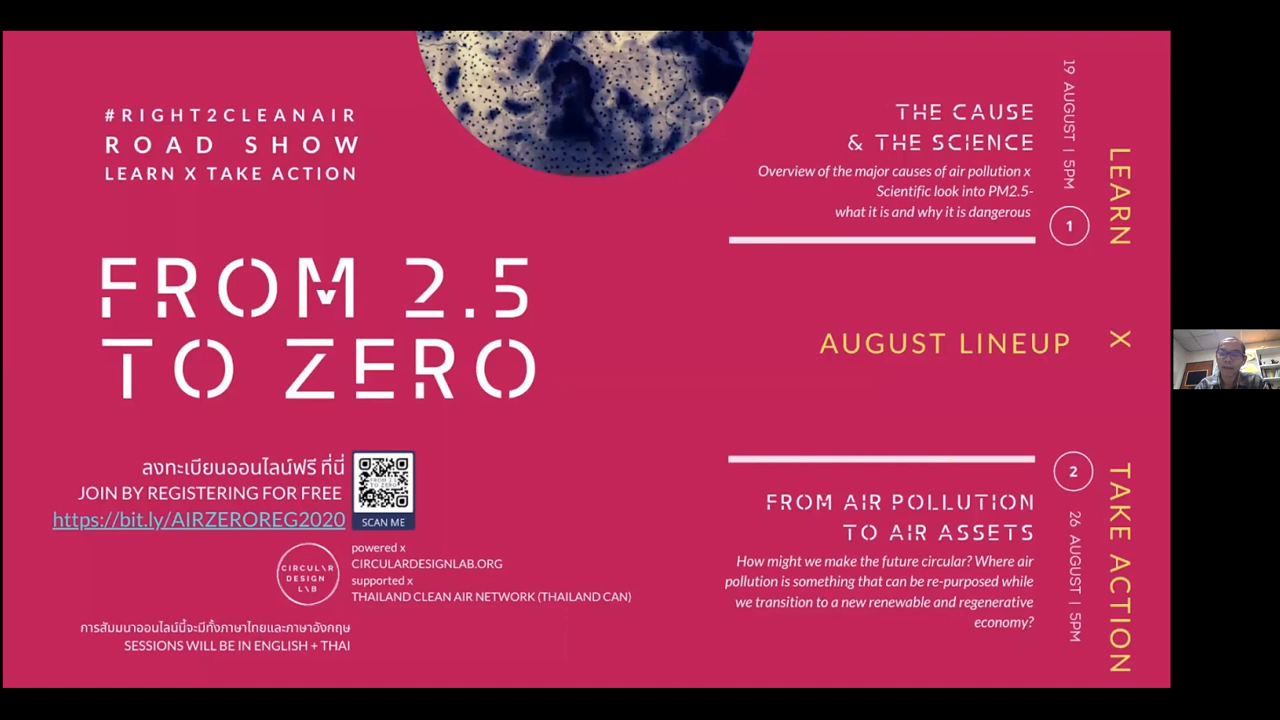 #RIGHT2CLEANAIR
ROAD SHOW
LEARN X TAKE ACTION
FROM 2.5
TO ZERO
ลงทะเบียนออนไลน์ฟรี ที่นี่
JOIN BY REGISTERING FOR FREE
https://bit.ly/AIRZEROREG2020
FROM 2.5
TO ZERO
SCAN ME
CIRCUL\R
DESIGN
L\B
powered x
CIRCULARDESIGNLAB.ORG
supported x
THAILAND CLEAN AIR NETWORK (THAILAND CAN)
การสัมมนาออนไลน์นี้จะมีทั้งภาษาไทยและภาษาอังกฤษ
SESSIONS WILL BE IN ENGLISH + THAI
THE CAUSE
& THE SCIENCE
Overview of the major causes of air pollution x
Scientific look into PM2.5-
what it is and why it is dangerous
19 AUGUST | 5PM
1
LEARN
AUGUST LINEUP
X
2
FROM AIR POLLUTION
TO AIR ASSETS
How might we make the future circular? Where air
pollution is something that can be re-purposed while
we transition to a new renewable and regenerative
economy?
26 AUGUST | 5PM
TAKE ACTION